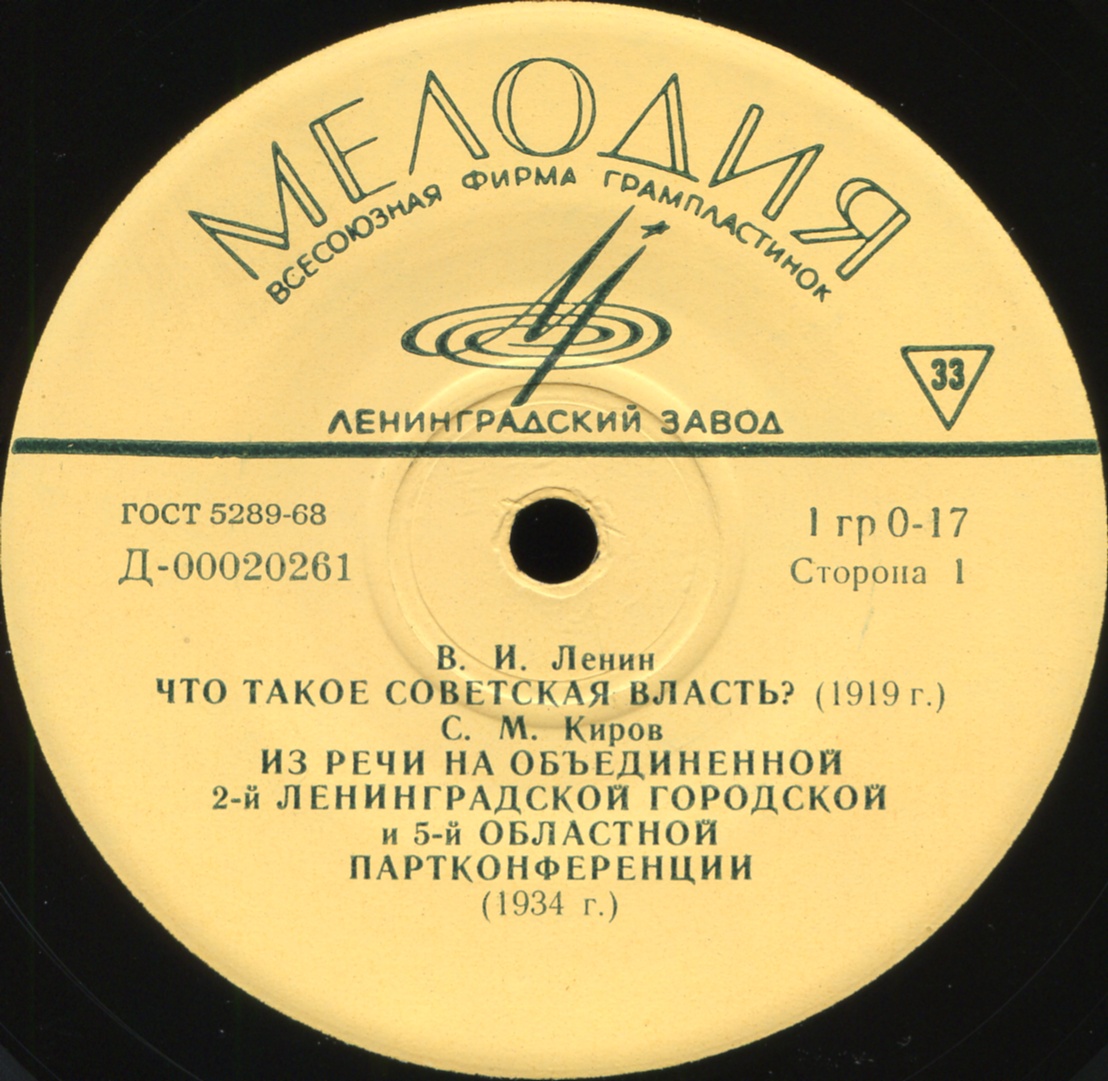 МЕЛОДИЯ
ВСЕСОЮЗНАЯ ФИРМА ГРАМПЛАСТИНОК
33
ЛЕНИНГРАДСКИЙ ЗАВОД
ГОСТ 5289-68
1 гр 0-17
Д-00020261
Сторона 1
В. И. Ленин
ЧТО ТАКОЕ СОВЕТСКАЯ ВЛАСТЬ? (1919 г.)
С. М. Киров
ИЗ РЕЧИ НА ОБЪЕДИНЕННОЙ
2-й ЛЕНИНГРАДСКОЙ ГОРОДСКОЙ
и 5-й ОБЛАСТНОЙ
ПАРТКОНФЕРЕНЦИИ
(1934 г.)